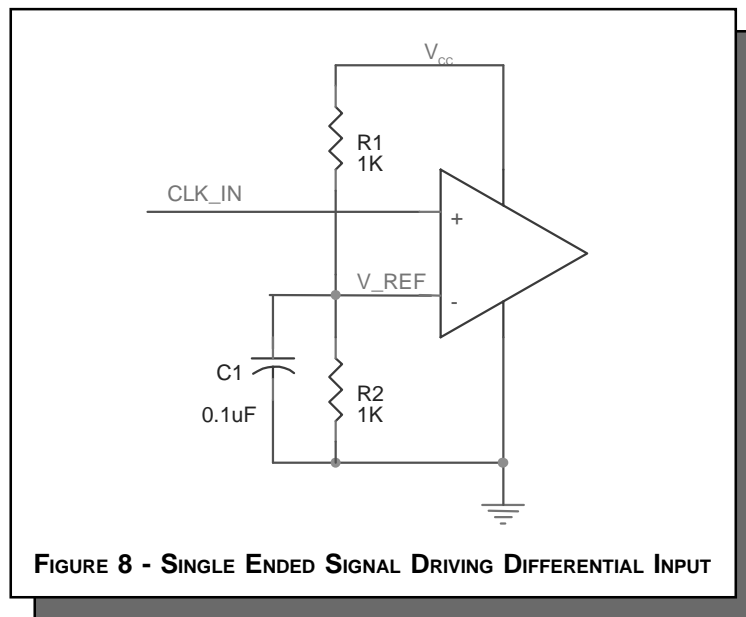 Vcc
R1
1K
CLK_IN
+
V_REF
-
C1
0.1uF
R2
1K
FIGURE 8 - SINGLE ENDED SIGNAL DRIVING DIFFERENTIAL INPUT